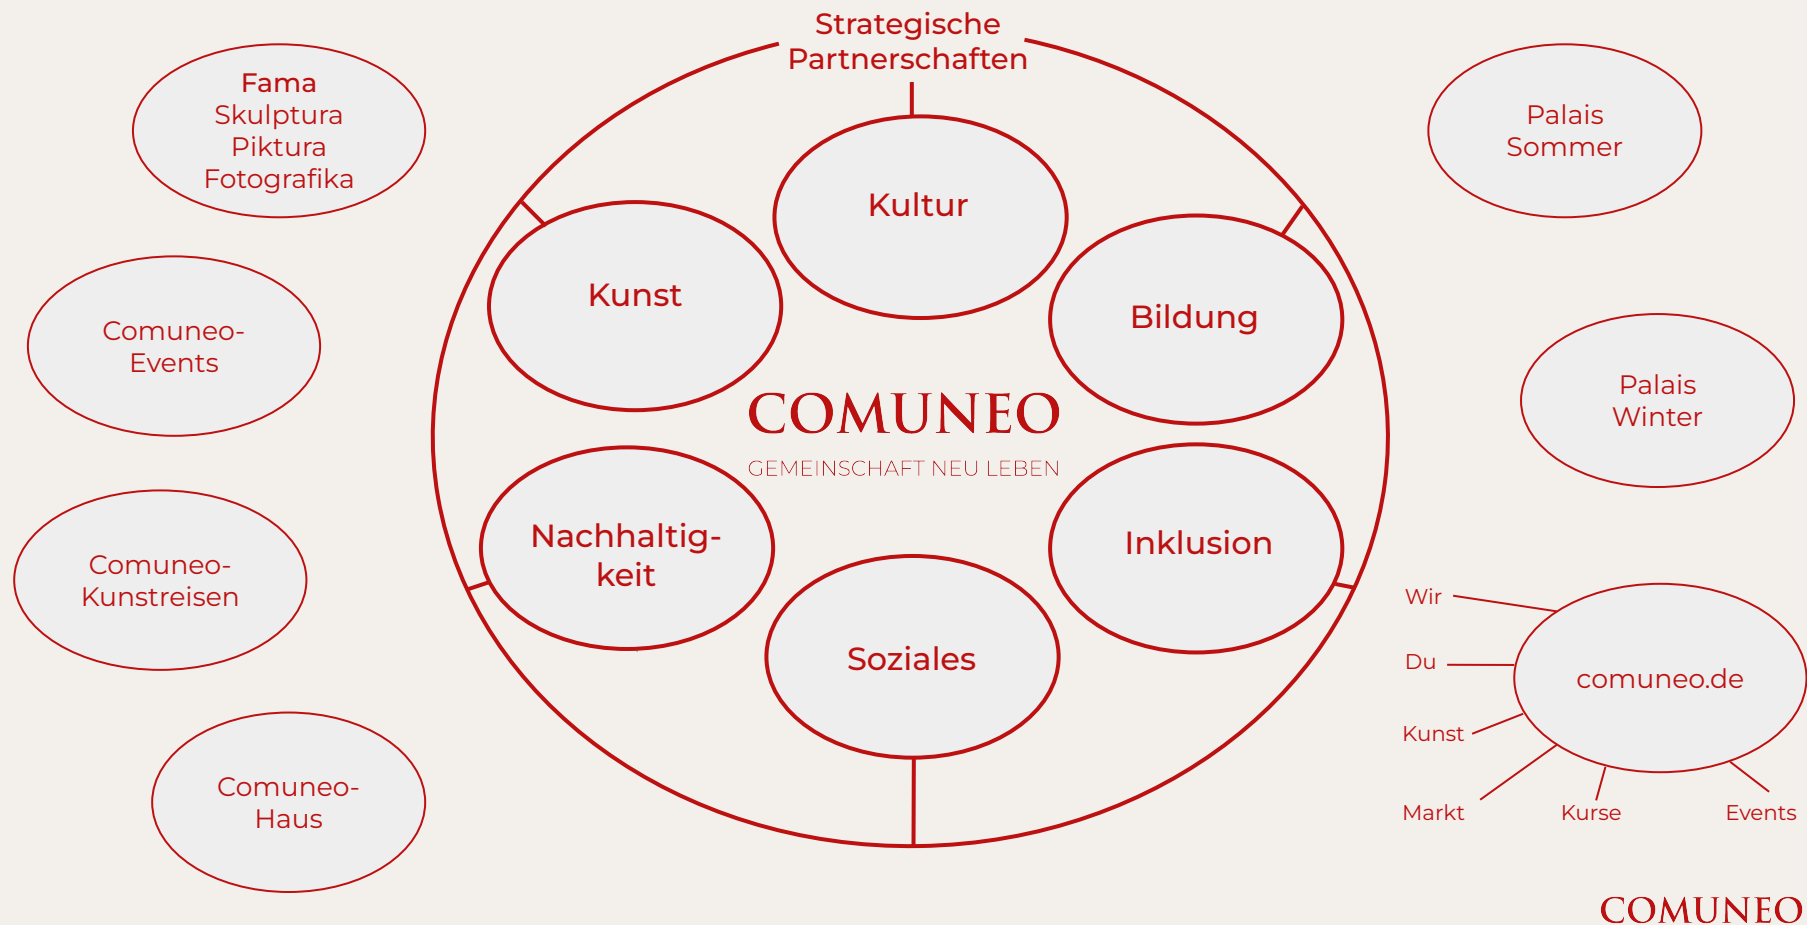 Strategische
Partnerschaften
Fama
Skulptura
Piktura
Fotografika
Comuneo-
Events
Comuneo-
Kunstreisen
Comuneo-
Haus
Kultur
Kunst
Bildung
COMUNEO
GEMEINSCHAFT NEU LEBEN
Nachhaltig-
keit
Inklusion
Soziales
Palais
Sommer
Palais
Winter
comuneo.de
Wir
Du
Kunst
Markt
Kurse
Events
COMUNEO